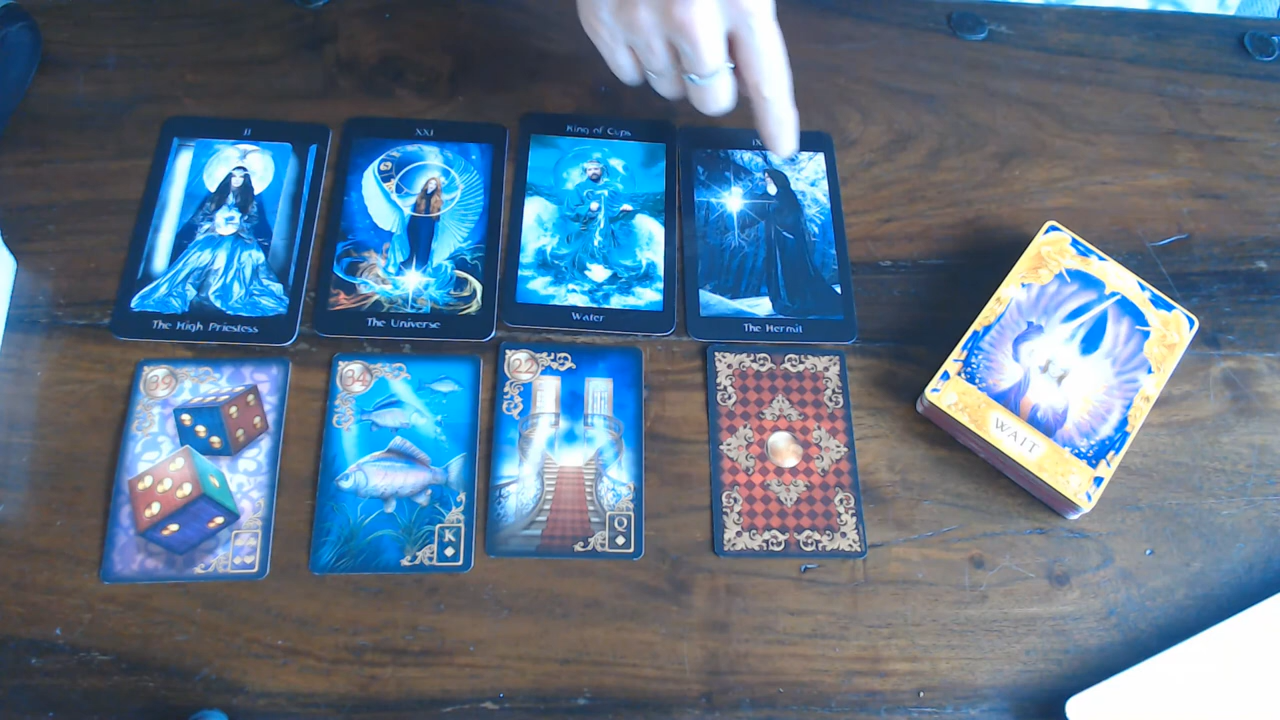 II
XXI
King of Cups
IX
The High Priestess
The Universe
Water
The Hermit
39
34
22
K
Q
WAIT